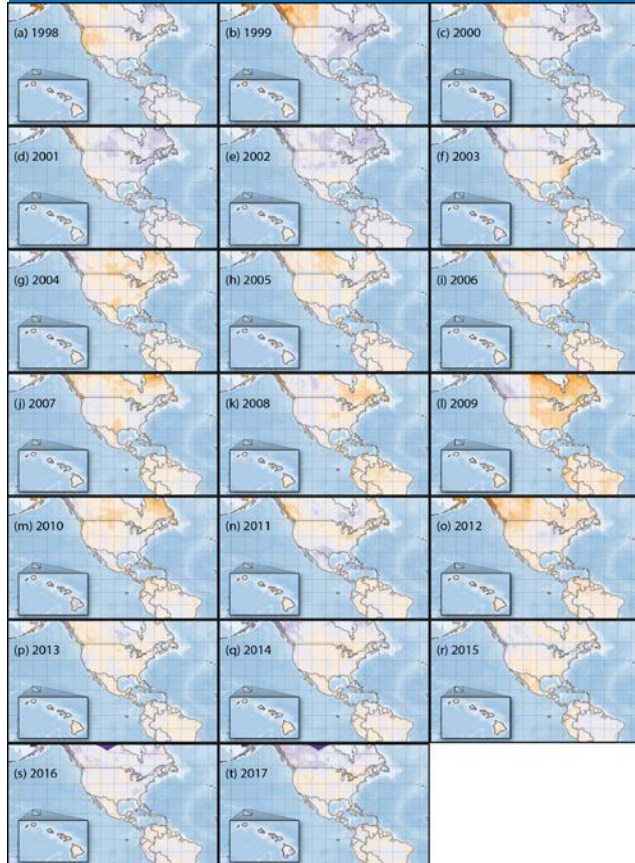 (a) 1998
(b) 1999
(c) 2000
(d) 2001
(e) 2002
(f) 2003
(g) 2004
(h) 2005
(i) 2006
(j) 2007
(k) 2008
(l) 2009
(m) 2010
(n) 2011
(o) 2012
(p) 2013
(q) 2014
(r) 2015
(s) 2016
(t) 2017